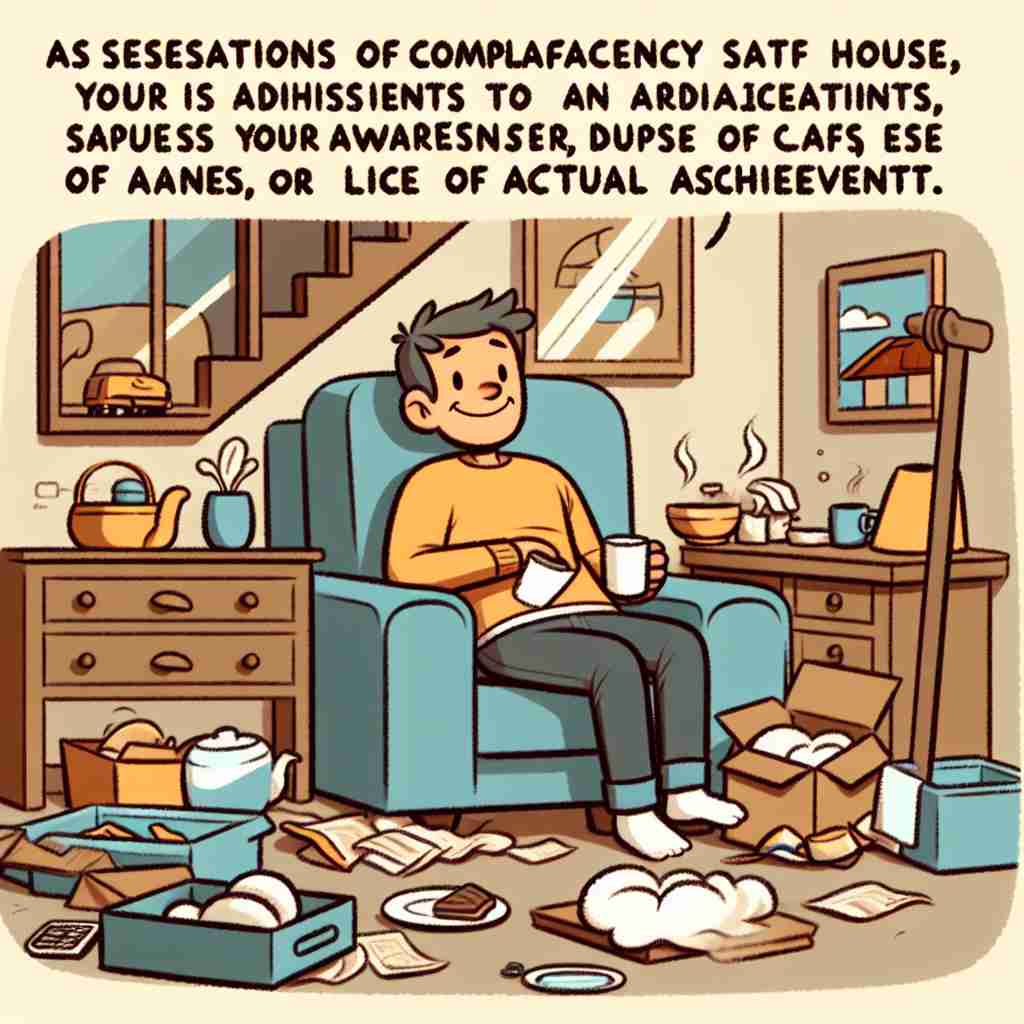 AS SESESATIONS OF COMPLAFACENCY SATF HOUSE,
YOUR IS ADIHISSIENTS TO AN ARDIAICEATIINTS,
SAPUESS YOUR AWARESNSER, DUPSE OF CAFS, ESE
OF AANES, OR LICE OF ACTUAL ASCHIEEVENTT.